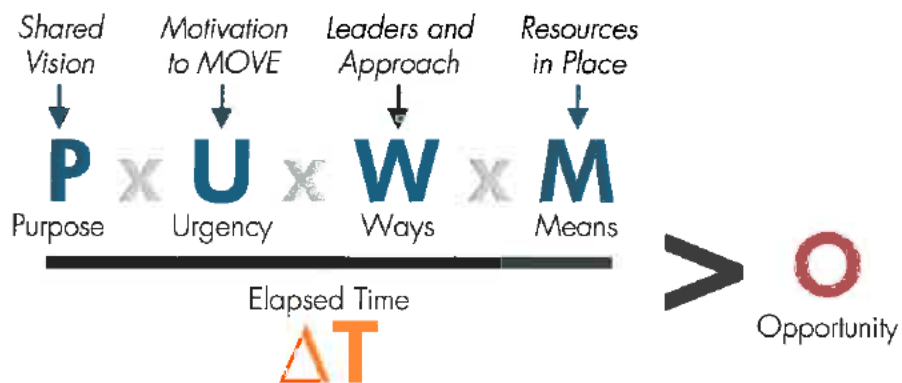 Shared Vision
Motivation to MOVE
Leaders and Approach
Resources in Place
P x U x W x M
Purpose
Urgency
Ways
Means
>
O
Elapsed Time
ΔT
Opportunity